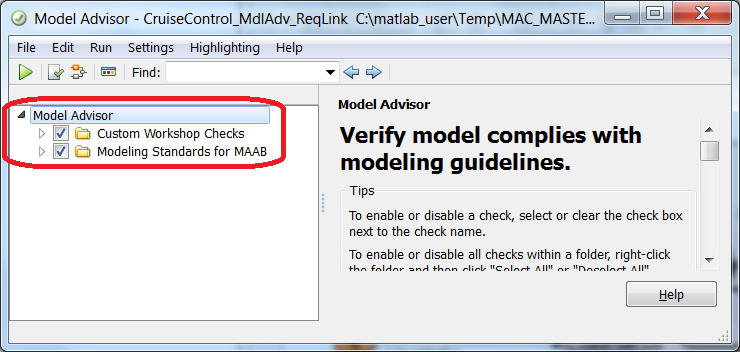 Model Advisor - CruiseControl_MdlAdv_ReqLink C:\matlab_user\Temp\MAC_MASTE...
File Edit Run Settings Highlighting Help
Find:
Model Advisor
Custom Workshop Checks
Modeling Standards for MAAB
Model Advisor
Verify model complies with
modeling guidelines.
Tips
To enable or disable a check, select or clear the check box
next to the check name.
To enable or disable all checks within a folder, right-click
the folder and then click "Select All" or "Deselect All"
Help